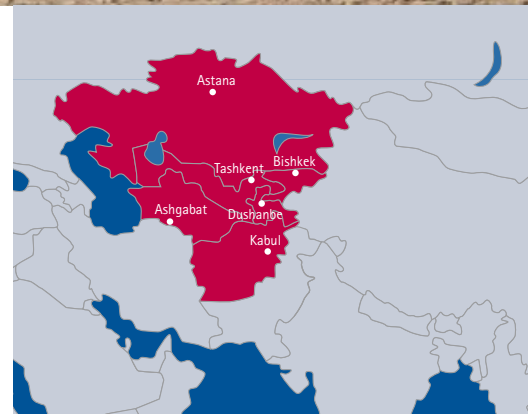 Astana
Tashkent
Bishkek
Ashgabat
Dushanbe
Kabul